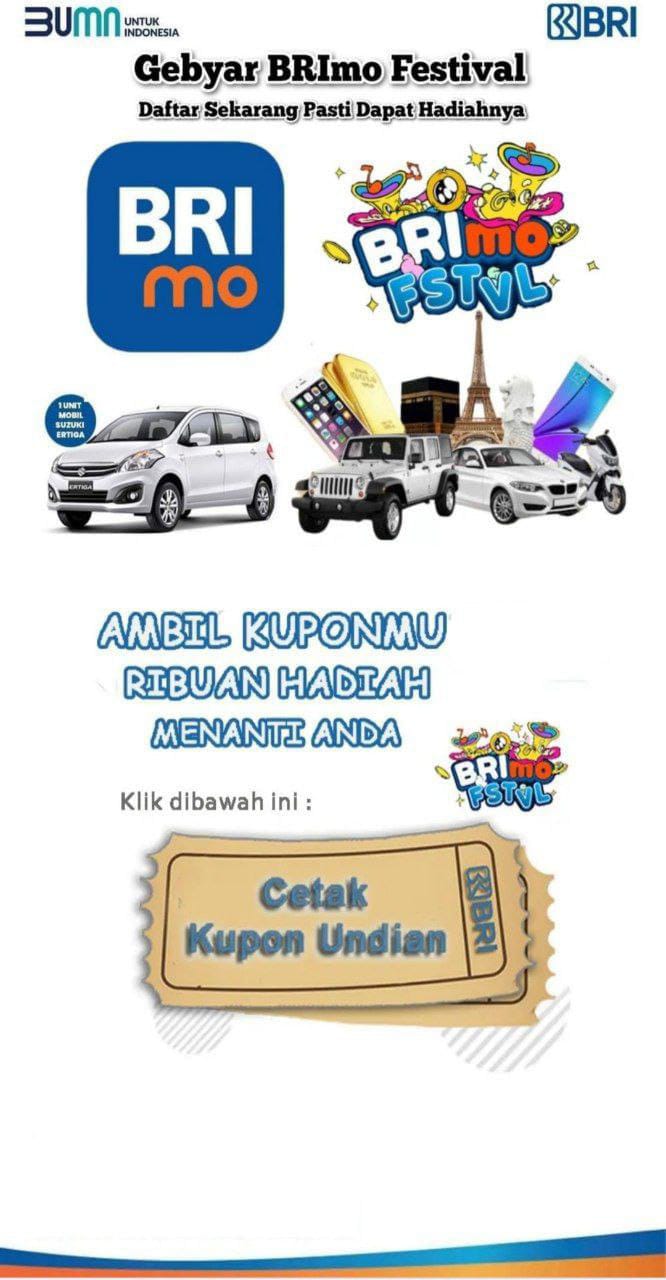 BUMN UNTUK INDONESIA
BRI
Gebyar BRImo Festival
Daftar Sekarang Pasti Dapat Hadiahnya
BRI
mo
BRImo
FSTVL
1 UNIT
MOBIL
SUZUKI
ERTIGA
ERTIGA
AMBIL KUPONMU
RIBUAN HADIAH
MENANTI ANDA
BRImo
FSTVL
Klik dibawah ini :
Cetak
Kupon Undian
BRI